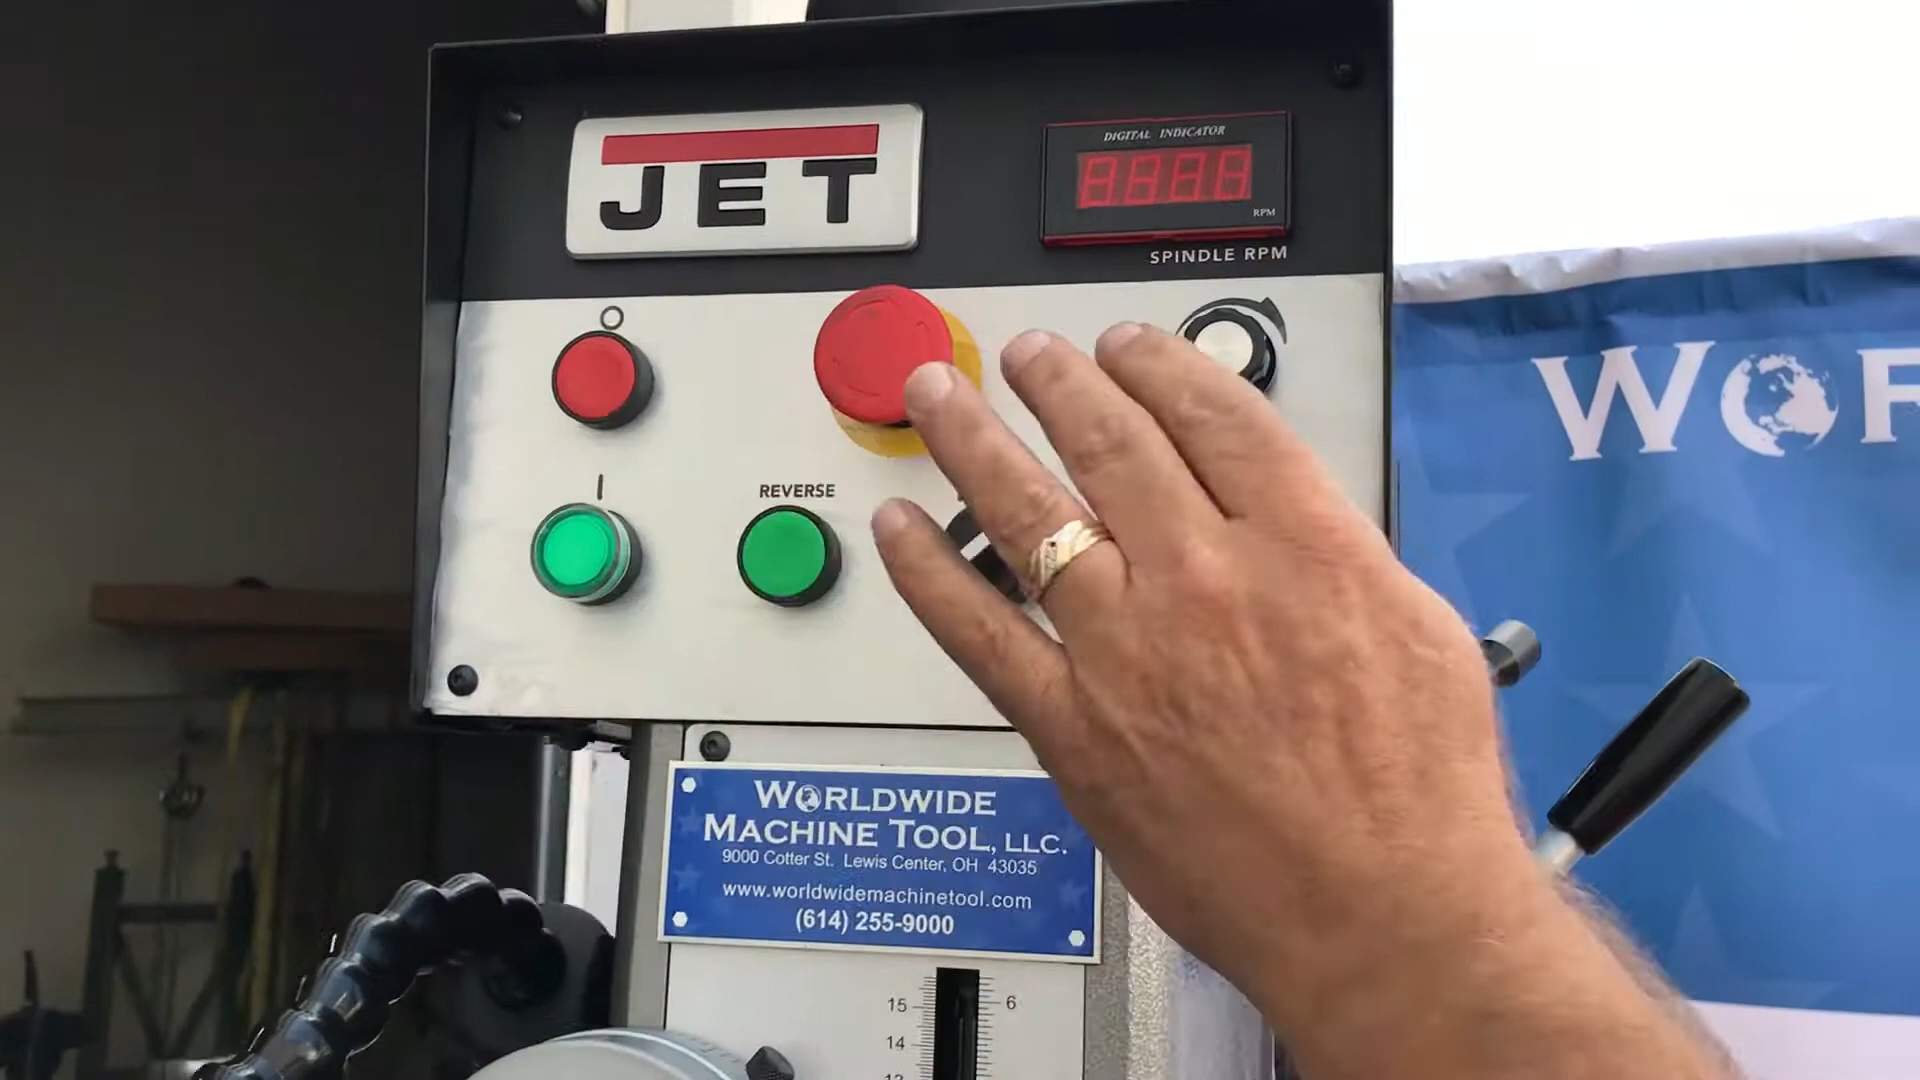 JET
DIGITAL INDICATOR
RPM
SPINDLE RPM
REVERSE
WORLDWIDE
MACHINE TOOL, LLC.
9000 Cotter St. Lewis Center, OH 43035
www.worldwidemachinetool.com
(614) 255-9000
15
6
14